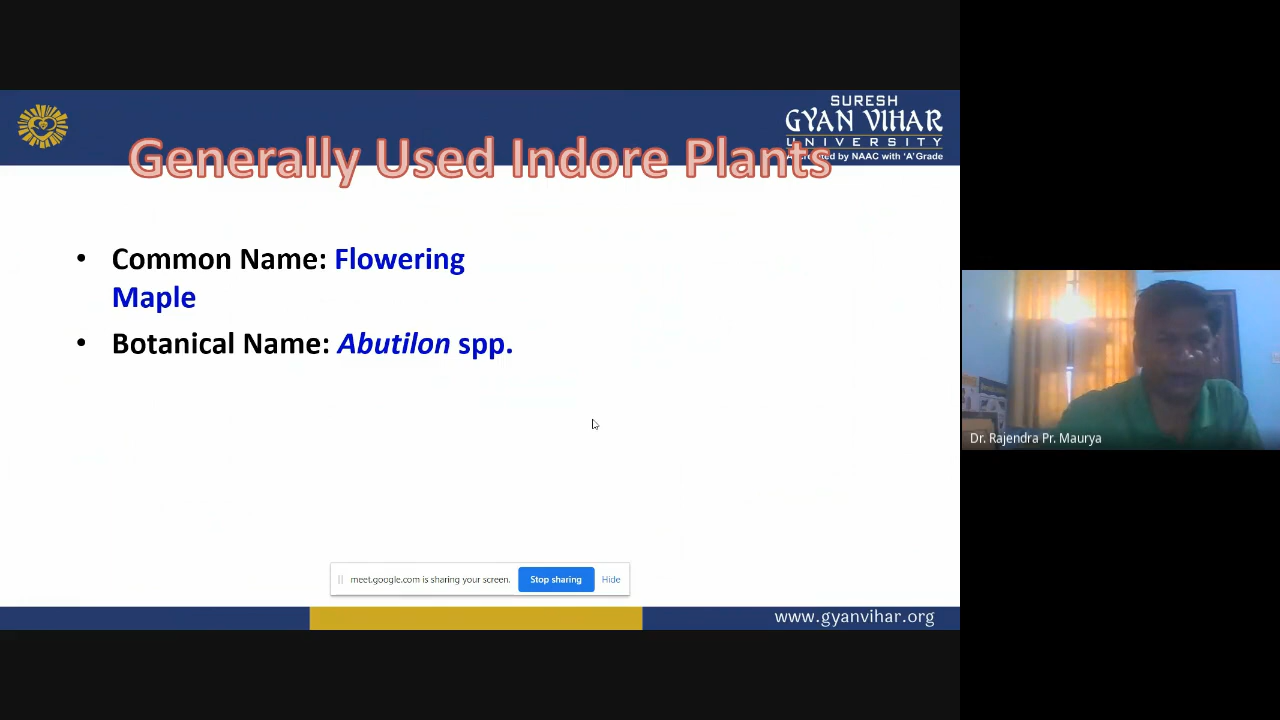 SURESH
GYAN VIHAR
UNIVERSITY
Accredited by NAAC with 'A' Grade
Generally Used Indore Plants
• Common Name: Flowering
Maple
• Botanical Name: Abutilon spp.
Dr. Rajendra Pr. Maurya
meet.google.com is sharing your screen.
Stop sharing
Hide
www.gyanvihar.org